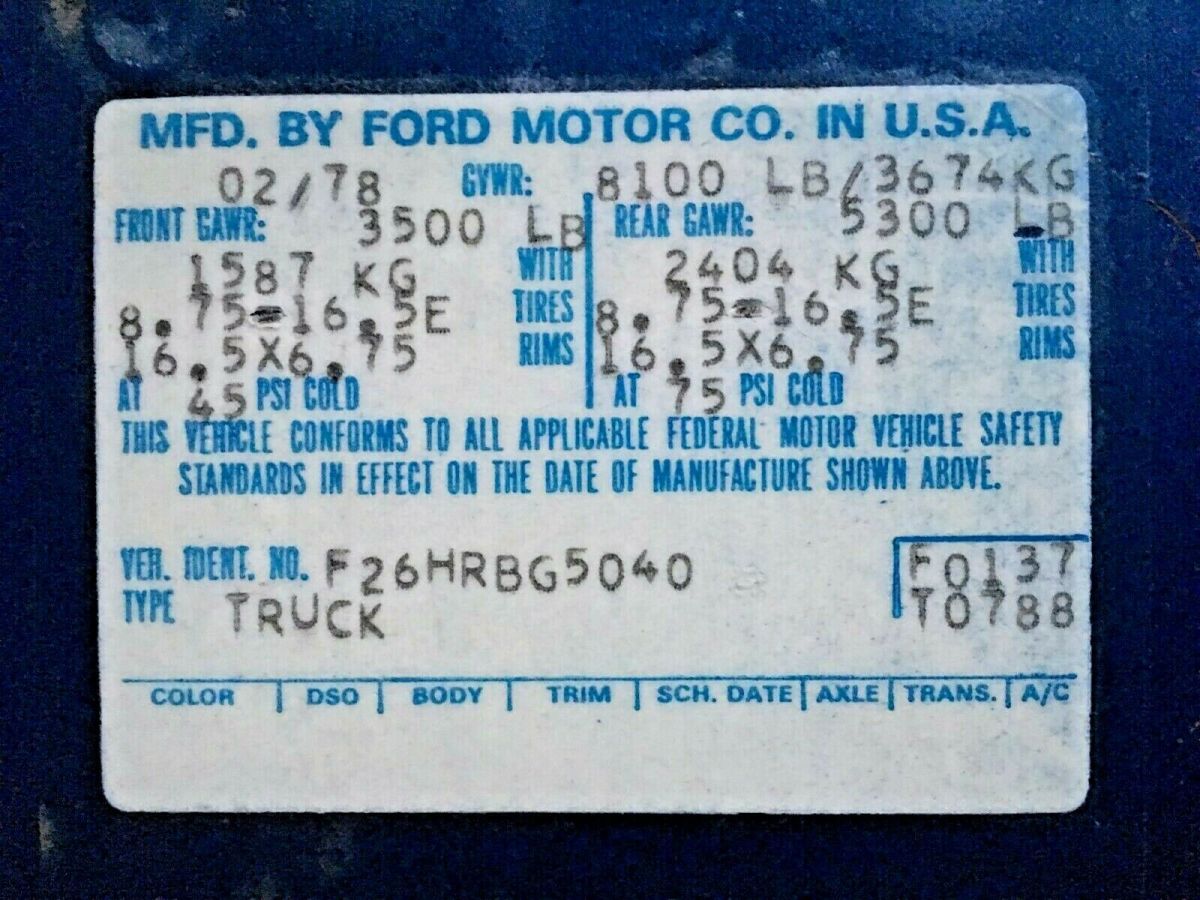 MFD. BY FORD MOTOR CO. IN U.S.A.
02/78 GVWR: 8100 LB/3674KG
FRONT GAWR: 3500 LB REAR GAWR: 5300 LB
1587 KG WITH 2404 KG WITH
8.75-16.5E TIRES 8.75-16.5E TIRES
16.5X6.75 RIMS 16.5X6.75 RIMS
AT 45 PSI COLD AT 75 PSI COLD
THIS VEHICLE CONFORMS TO ALL APPLICABLE FEDERAL MOTOR VEHICLE SAFETY
STANDARDS IN EFFECT ON THE DATE OF MANUFACTURE SHOWN ABOVE.
VEH. IDENT. NO. F26HRBG5040 F0137
TYPE TRUCK T0788
COLOR DSO BODY TRIM SCH. DATE AXLE TRANS. A/C